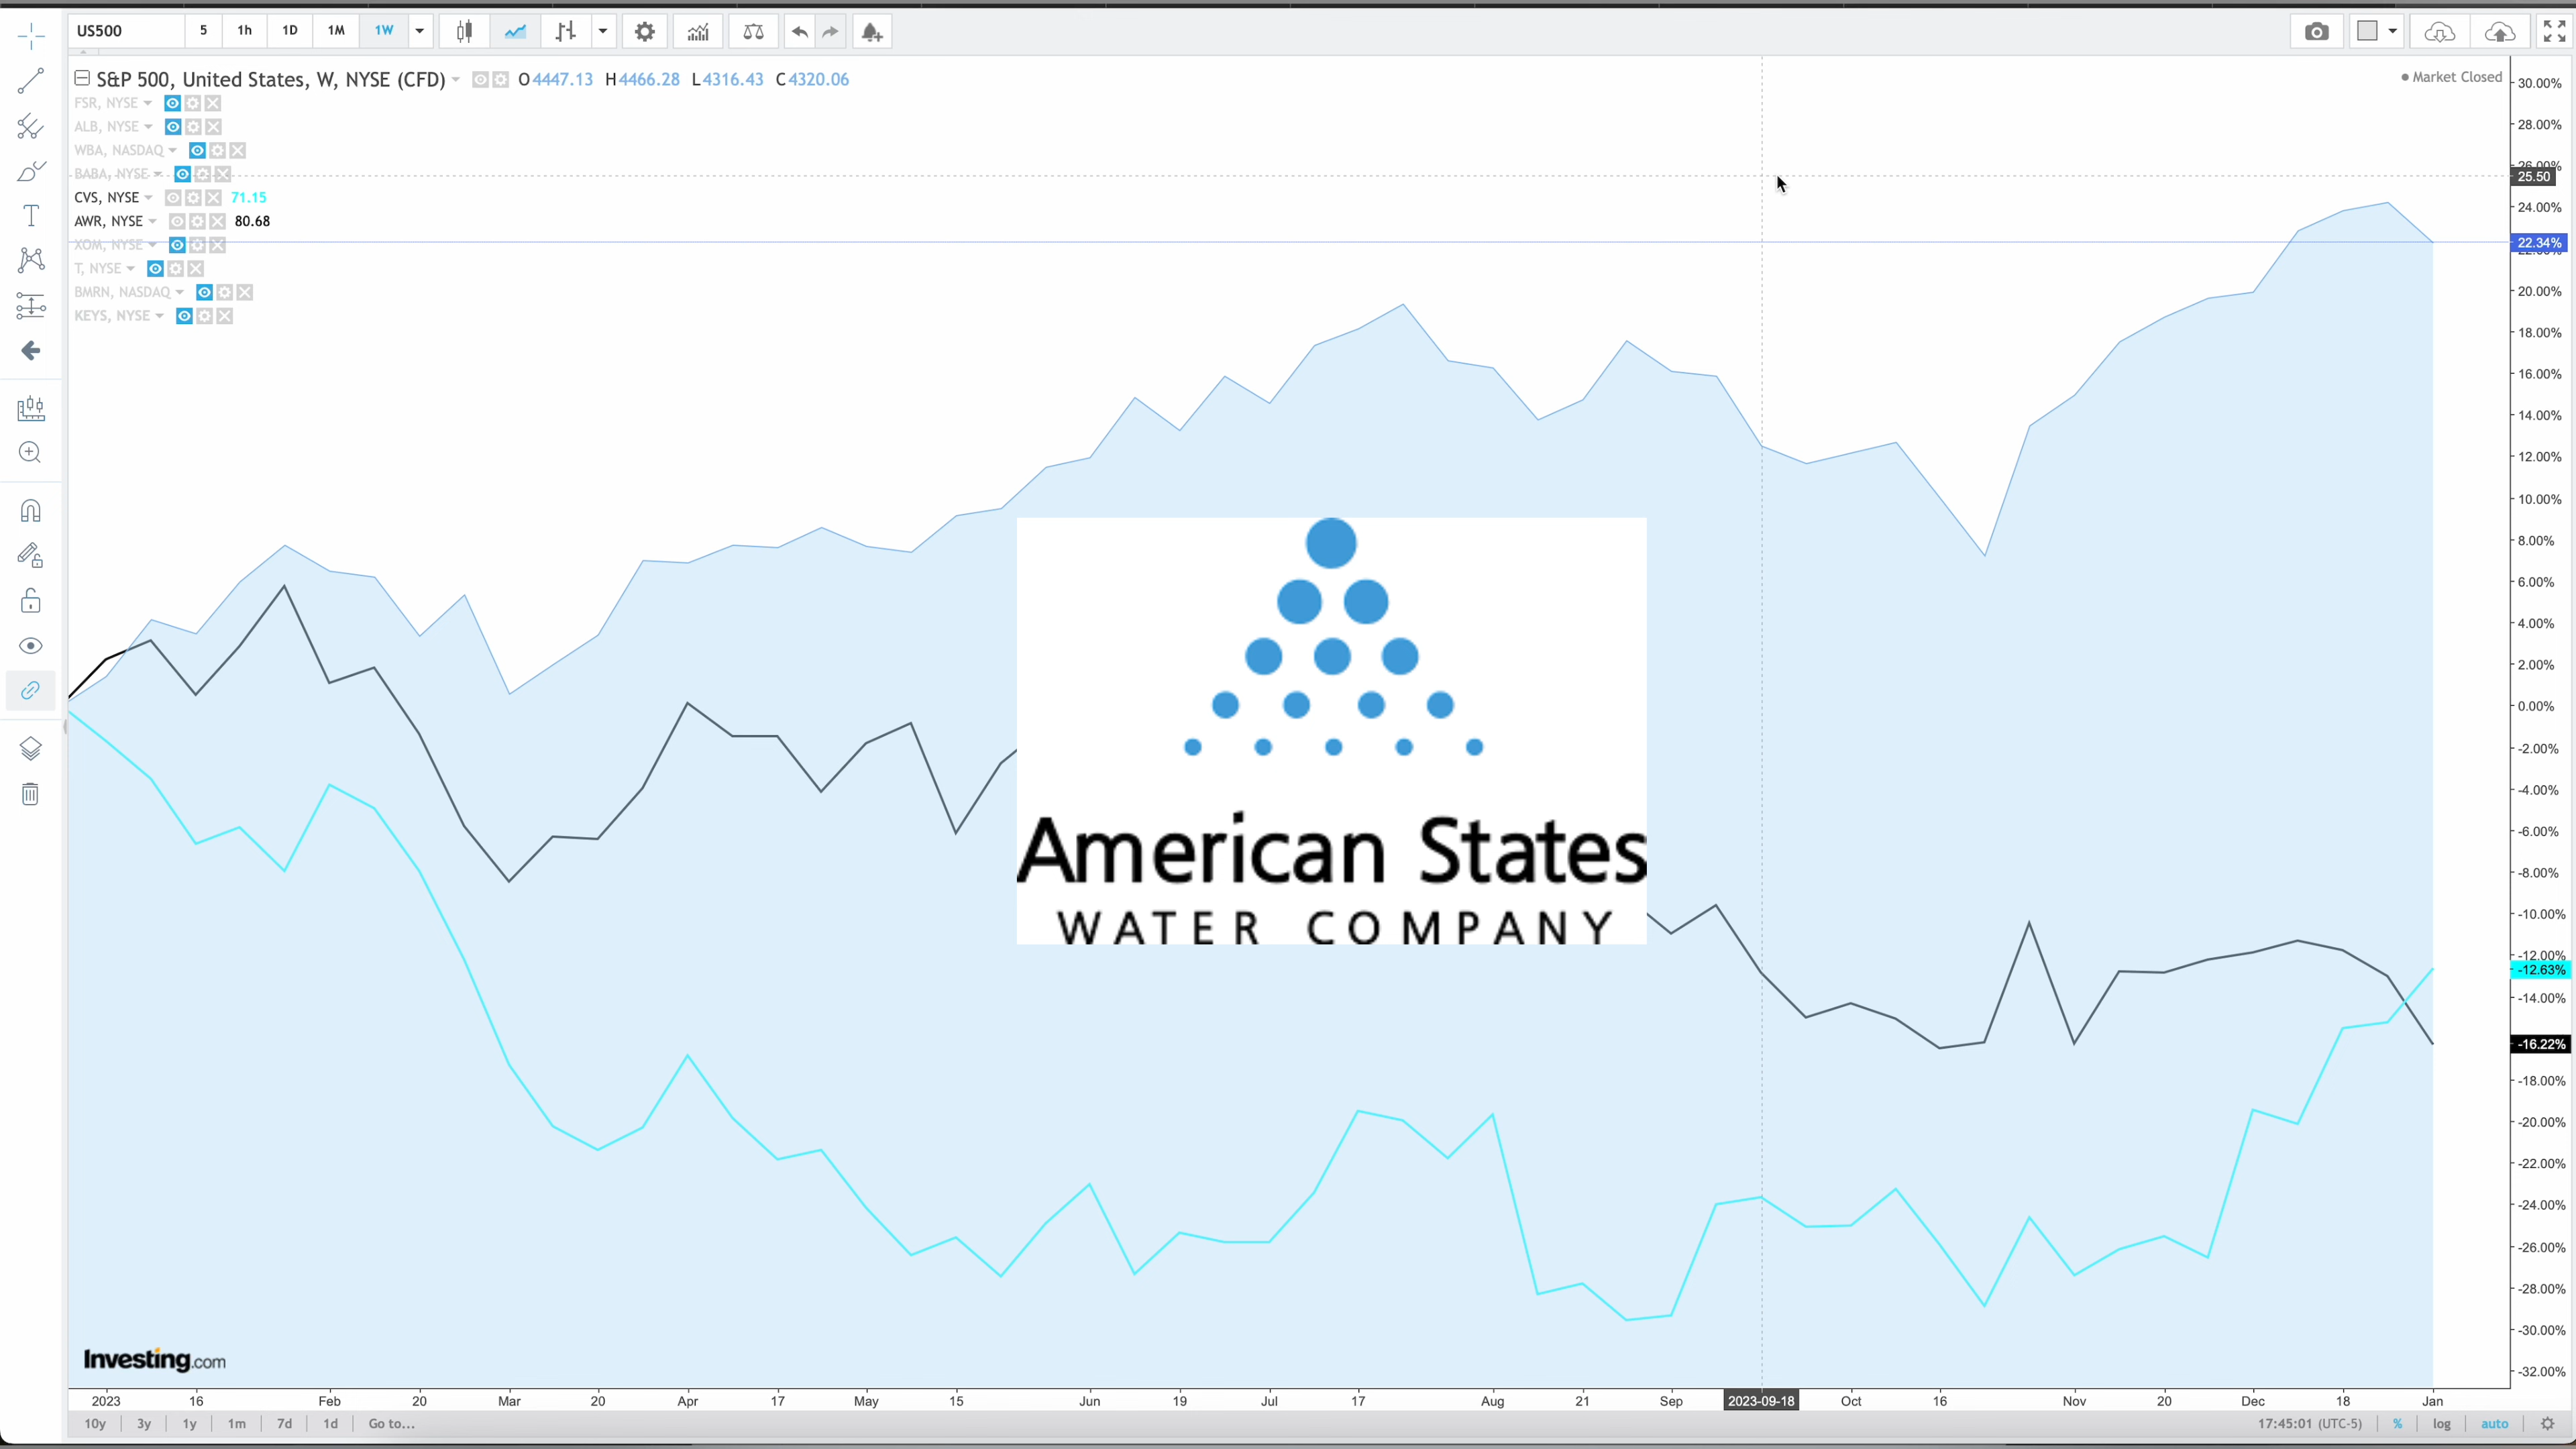 US500 5 1h 1D 1M 1W
S&P 500, United States, W, NYSE (CFD) O4447.13 H4466.28 L4316.43 C4320.06
Market Closed
FSR, NYSE
ALB, NYSE
WBA, NASDAQ
BABA, NYSE
CVS, NYSE 71.15
AWR, NYSE 80.68
XOM, NYSE
T, NYSE
BMRN, NASDAQ
KEYS, NYSE
30.00%
28.00%
26.00%
25.50
24.00%
22.34%
20.00%
18.00%
16.00%
14.00%
12.00%
10.00%
8.00%
6.00%
4.00%
2.00%
0.00%
-2.00%
-4.00%
-6.00%
-8.00%
-10.00%
-12.00%
-12.63%
-14.00%
-16.22%
-18.00%
-20.00%
-22.00%
-24.00%
-26.00%
-28.00%
-30.00%
-32.00%
American States
WATER COMPANY
Investing.com
2023 16 Feb 20 Mar 20 Apr 17 May 15 Jun 19 Jul 17 Aug 21 Sep 2023-09-18 Oct 16 Nov 20 Dec 18 Jan
10y 3y 1y 1m 7d 1d Go to... 17:45:01 (UTC-5) % log auto